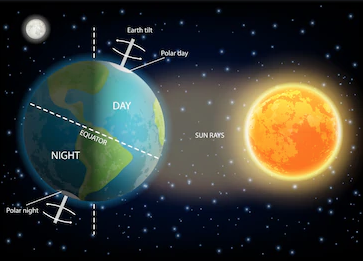 Earth tilt
Polar day
DAY
EQUATOR
SUN RAYS
NIGHT
Polar night